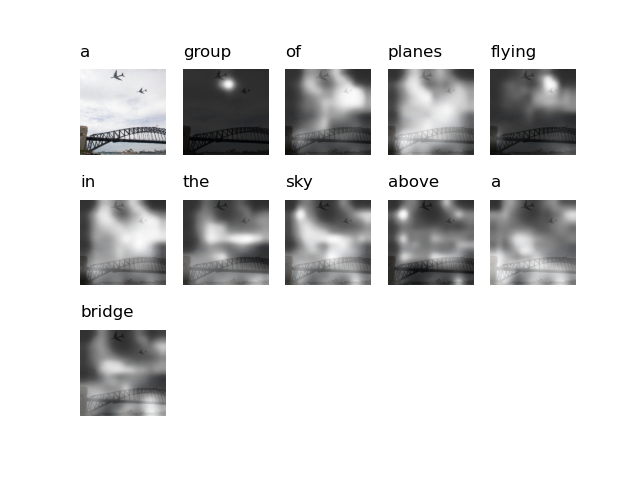 a group of planes flying
in the sky above a
bridge